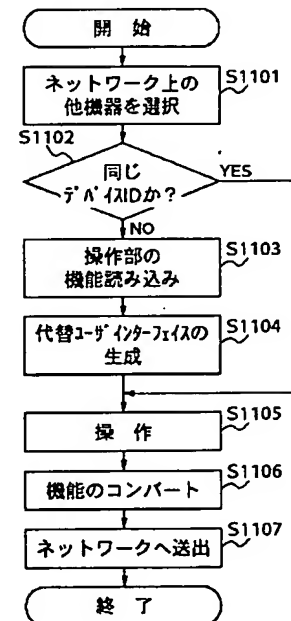 開 始
S1101
ネットワーク上の
他機器を選択
S1102
同じ
デバイスIDか?
YES
NO
S1103
操作部の
機能読み込み
S1104
代替ユーザインターフェイスの
生成
S1105
操 作
S1106
機能のコンバート
S1107
ネットワークへ送出
終 了